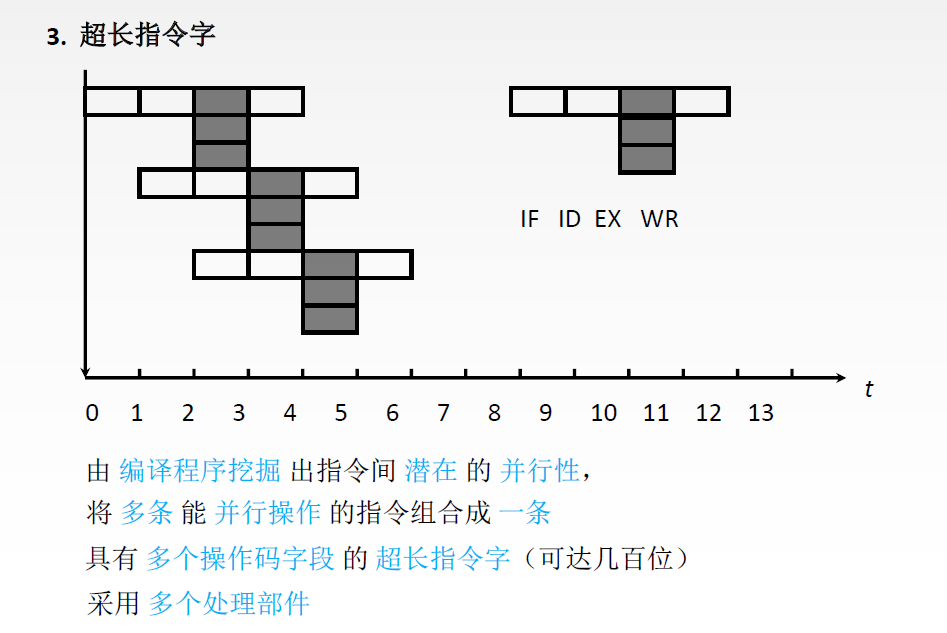 3. 超长指令字
IF ID EX WR
t
0 1 2 3 4 5 6 7 8 9 10 11 12 13
由 编译程序挖掘 出指令间 潜在 的 并行性，
将 多条 能 并行操作 的指令组合成 一条
具有 多个操作码字段 的 超长指令字（可达几百位）
采用 多个处理部件